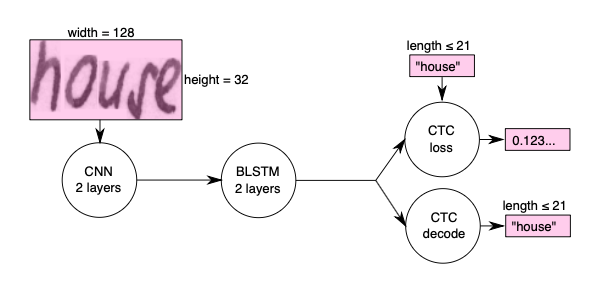 width = 128
house
height = 32
CNN
2 layers
BLSTM
2 layers
length ≤ 21
"house"
CTC
loss
0.123...
CTC
decode
length ≤ 21
"house"